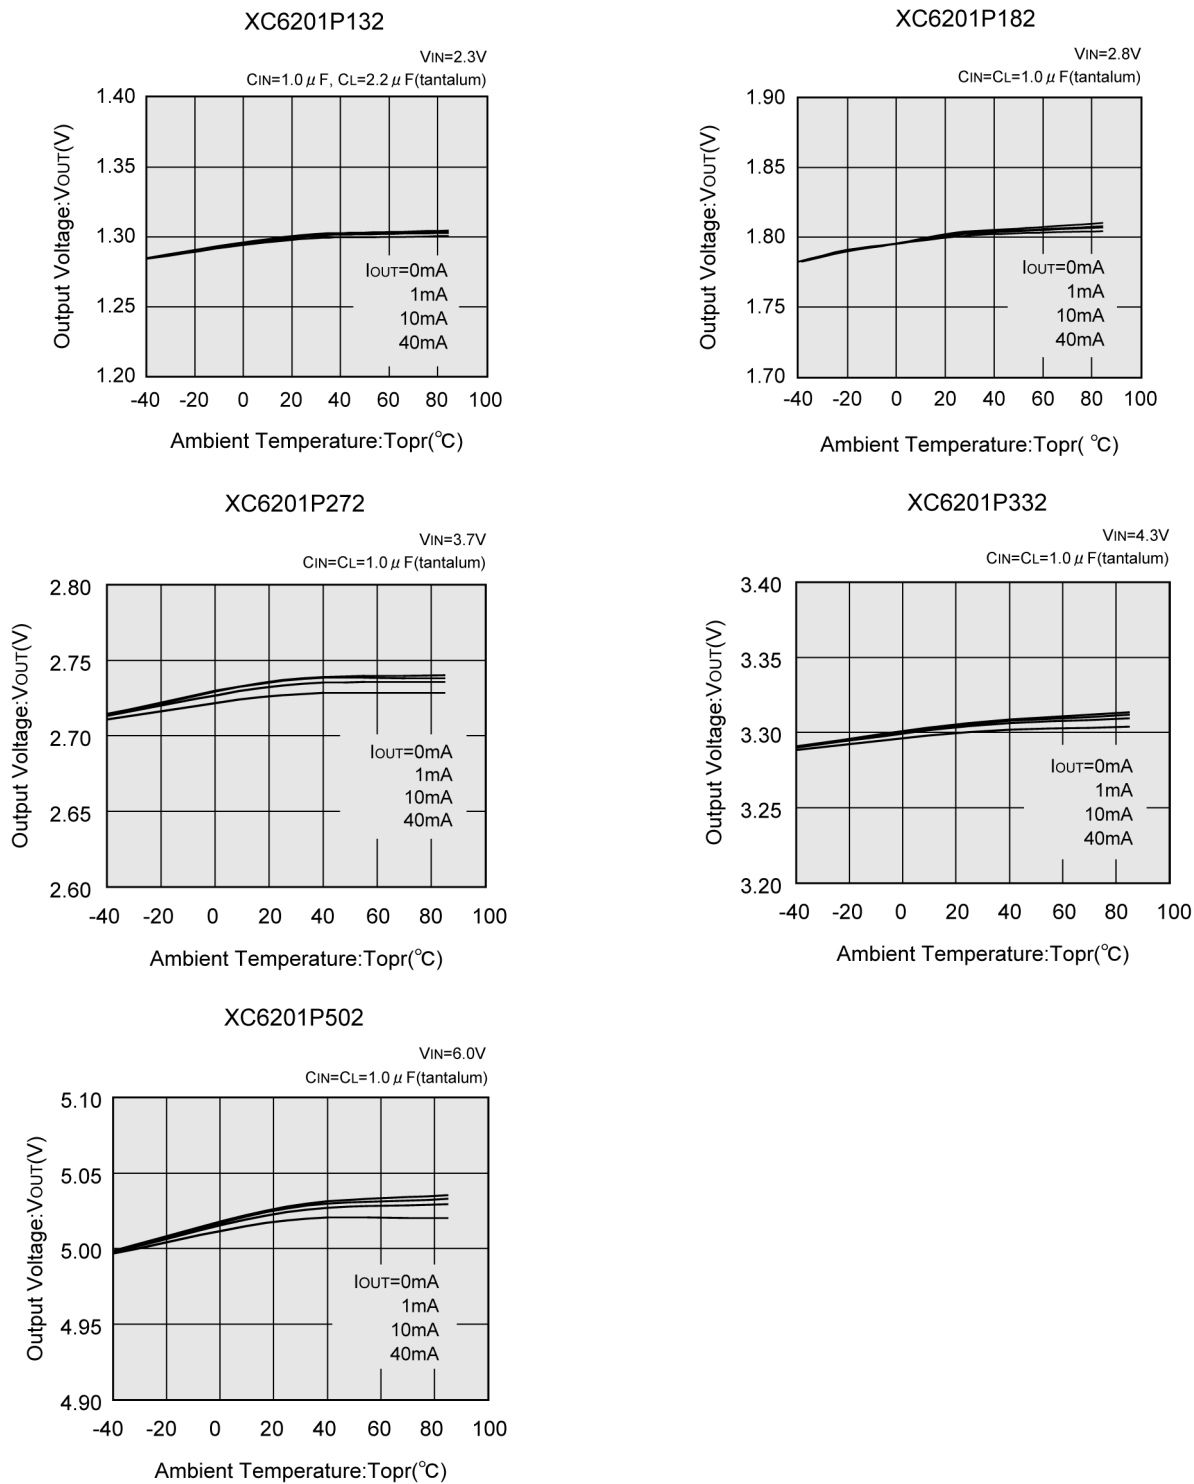 XC6201P132
VIN=2.3V
CIN=1.0 μ F, CL=2.2 μ F(tantalum)
Output Voltage:VOUT(V)
1.40
1.35
1.30
1.25
1.20
IOUT=0mA
1mA
10mA
40mA
-40 -20 0 20 40 60 80 100
Ambient Temperature:Topr(℃)
XC6201P182
VIN=2.8V
CIN=CL=1.0 μ F(tantalum)
Output Voltage:VOUT(V)
1.90
1.85
1.80
1.75
1.70
IOUT=0mA
1mA
10mA
40mA
-40 -20 0 20 40 60 80 100
Ambient Temperature:Topr( ℃)
XC6201P272
VIN=3.7V
CIN=CL=1.0 μ F(tantalum)
Output Voltage:VOUT(V)
2.80
2.75
2.70
2.65
2.60
IOUT=0mA
1mA
10mA
40mA
-40 -20 0 20 40 60 80 100
Ambient Temperature:Topr(℃)
XC6201P332
VIN=4.3V
CIN=CL=1.0 μ F(tantalum)
Output Voltage:VOUT(V)
3.40
3.35
3.30
3.25
3.20
IOUT=0mA
1mA
10mA
40mA
-40 -20 0 20 40 60 80 100
Ambient Temperature:Topr(℃)
XC6201P502
VIN=6.0V
CIN=CL=1.0 μ F(tantalum)
Output Voltage:VOUT(V)
5.10
5.05
5.00
4.95
4.90
IOUT=0mA
1mA
10mA
40mA
-40 -20 0 20 40 60 80 100
Ambient Temperature:Topr(℃)